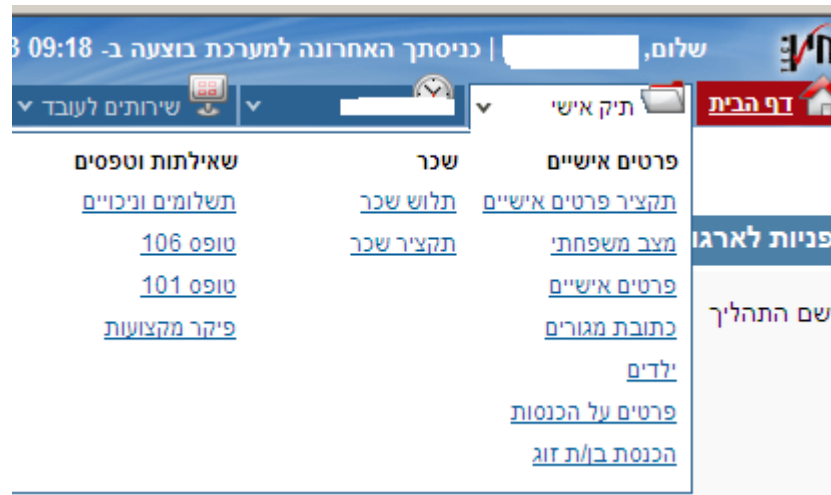 שלום, | כניסתך האחרונה למערכת בוצעה ב- 09:18
דף הבית
תיק אישי
שירותים לעובד
פרטים אישיים
תקציר פרטים אישיים
מצב משפחתי
פרטים אישיים
כתובת מגורים
ילדים
פרטים על הכנסות
הכנסת בן/ת זוג
שכר
תלוש שכר
תקציר שכר
שאילתות וטפסים
תשלומים וניכויים
טופס 106
טופס 101
פיקר מקצועות
פניות לארגו
שם התהליך